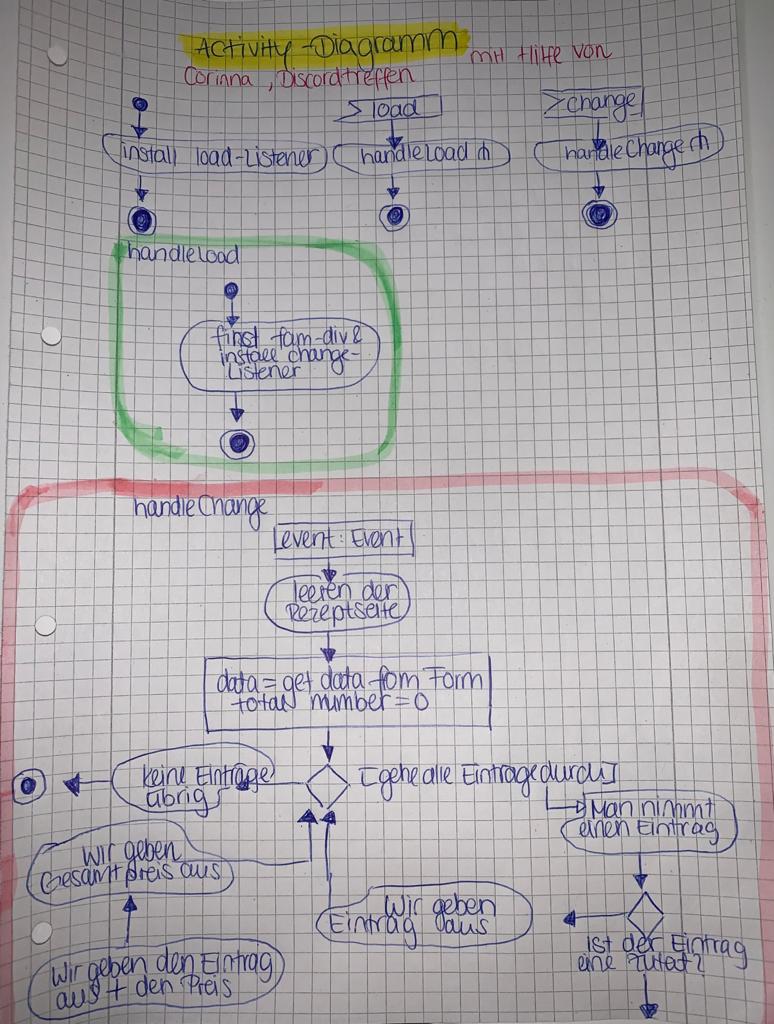 Activity-Diagramm mit Hilfe von
Corinna, Discordtreffen
load
change
install load-Listener
handleLoad
handleChange
handleload
first fam-div &
install change-
Listener
handleChange
event: Event
leeren der
Rezeptseite
data = get data fom Form
total number = 0
keine Einträge
übrig
[gehe alle Einträge durch]
Man nimmt
einen Eintrag
Wir geben
Gesamtpreis aus
Wir geben
Eintrag aus
ist der Eintrag
eine Zutat?
Wir geben den Eintrag
aus + den Preis